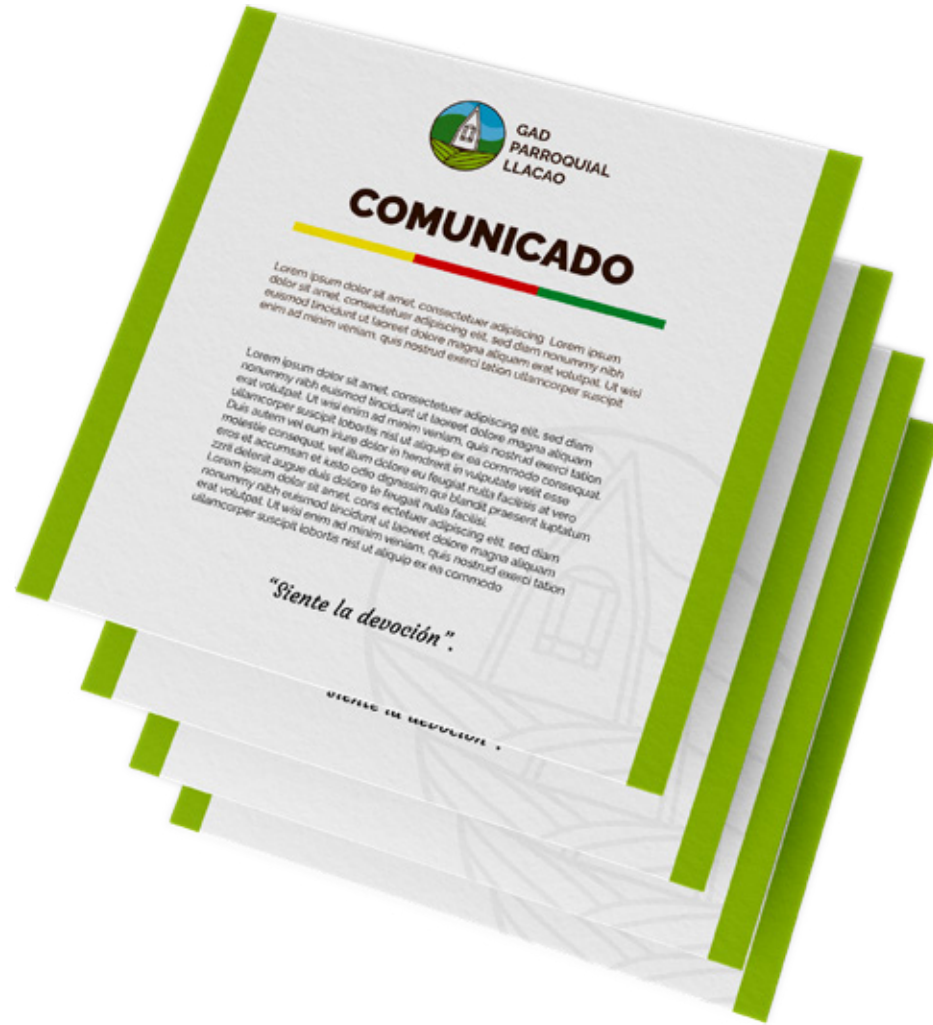 GAD
PARROQUIAL
LLACAO
COMUNICADO
Lorem ipsum dolor sit amet, consectetuer adipiscing Lorem ipsum
dolor sit amet, consectetuer adipiscing elit, sed diam nonummy nibh
euismod tincidunt ut laoreet dolore magna aliquam erat volutpat. Ut wisi
enim ad minim veniam, quis nostrud exerci tation ullamcorper suscipit
Lorem ipsum dolor sit amet, consectetuer adipiscing elit, sed diam
nonummy nibh euismod tincidunt ut laoreet dolore magna aliquam
erat volutpat. Ut wisi enim ad minim veniam, quis nostrud exerci tation
ullamcorper suscipit lobortis nisl ut aliquip ex ea commodo consequat.
Duis autem vel eum iriure dolor in hendrerit in vulputate velit esse
molestie consequat, vel illum dolore eu feugiat nulla facilisis at vero
eros et accumsan et iusto odio dignissim qui blandit praesent luptatum
zzril delenit augue duis dolore te feugait nulla facilisi.
Lorem ipsum dolor sit amet, cons ectetuer adipiscing elit, sed diam
nonummy nibh euismod tincidunt ut laoreet dolore magna aliquam
erat volutpat. Ut wisi enim ad minim veniam, quis nostrud exerci tation
ullamcorper suscipit lobortis nisl ut aliquip ex ea commodo
“Siente la devoción”.
Siente la devoción”.